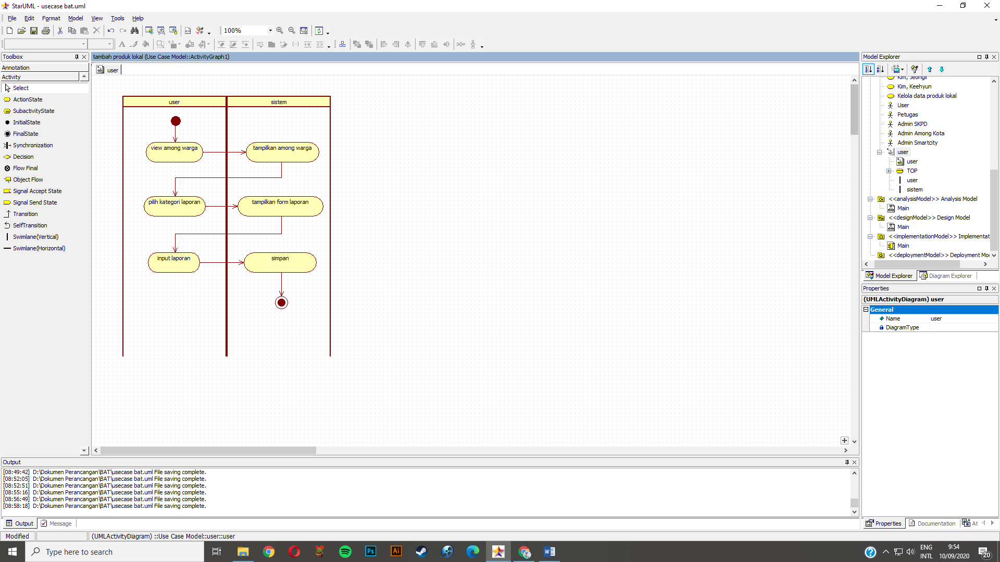 StarUML - usecase bat.uml
File Edit Format Model View Tools Help
100%
Toolbox
Annotation
Activity
Select
ActionState
SubactivityState
InitialState
FinalState
Synchronization
Decision
Flow Final
Object Flow
Signal Accept State
Signal Send State
Transition
SelfTransition
Swimlane(Vertical)
Swimlane(Horizontal)
tambah produk lokal (Use Case Model::ActivityGraph1)
user
user sistem
view among warga tampilkan among warga
pilih kategori laporan tampilkan form laporan
input laporan simpan
Model Explorer
Kim, Jeongil
Kim, Keehyun
Kelola data produk lokal
User
Petugas
Admin SKPD
Admin Among Kota
Admin Smartcity
user
user
TOP
user
sistem
<<analysisModel>> Analysis Model
Main
<<designModel>> Design Model
Main
<<implementationModel>> Implementat
Main
<<deploymentModel>> Deployment Mo
Model Explorer Diagram Explorer
Properties
(UMLActivityDiagram) user
General
Name user
DiagramType
Properties Documentation At
Output
[08:49:42] D:\Dokumen Perancangan\BAT\usecase bat.uml File saving complete.
[08:52:05] D:\Dokumen Perancangan\BAT\usecase bat.uml File saving complete.
[08:52:51] D:\Dokumen Perancangan\BAT\usecase bat.uml File saving complete.
[08:55:16] D:\Dokumen Perancangan\BAT\usecase bat.uml File saving complete.
[08:56:49] D:\Dokumen Perancangan\BAT\usecase bat.uml File saving complete.
[08:58:18] D:\Dokumen Perancangan\BAT\usecase bat.uml File saving complete.
Output Message
Modified (UMLActivityDiagram) ::Use Case Model::user::user
Type here to search
Ps
Ai
ENG
INTL
9:54
10/09/2020
20